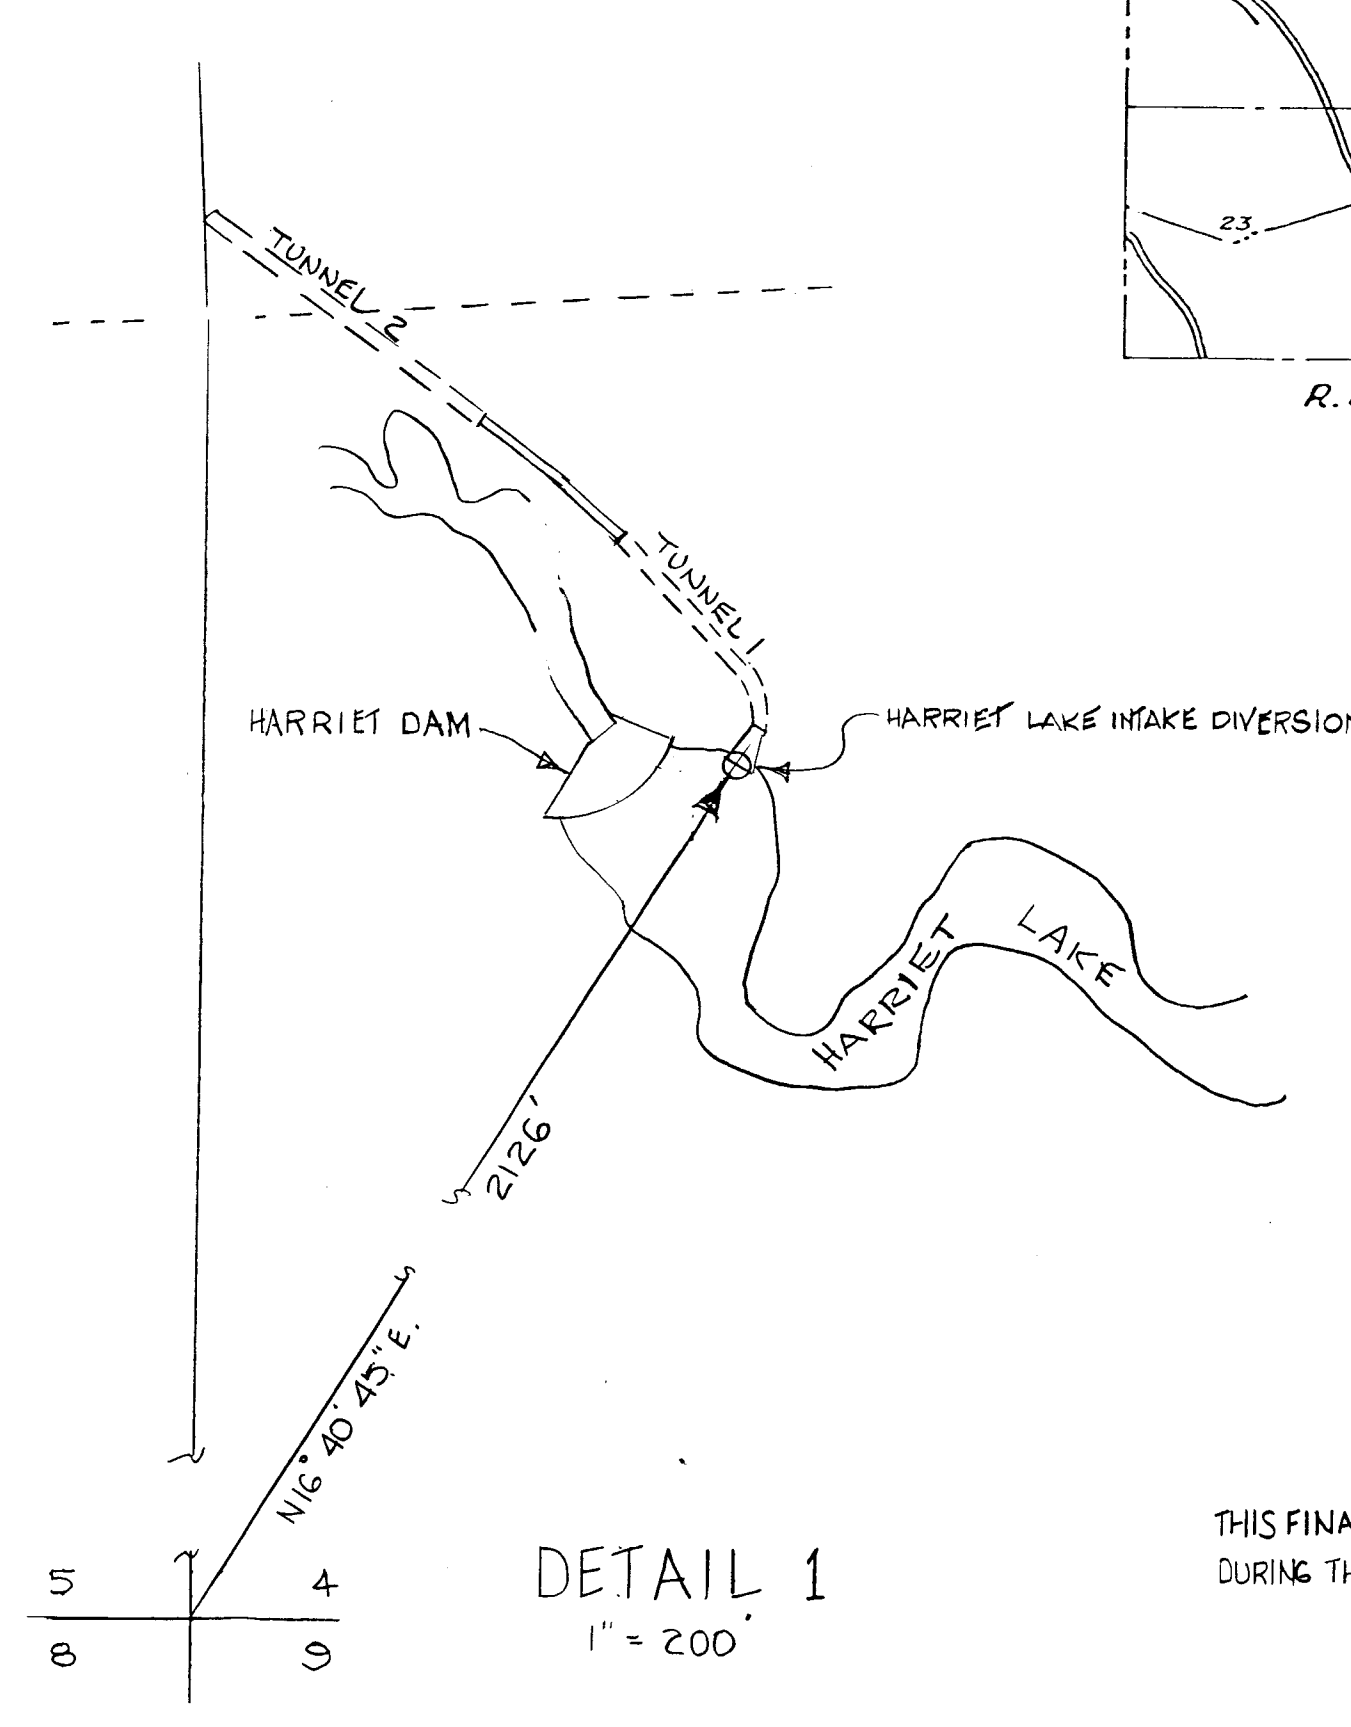 23
R.
TUNNEL 2
TUNNEL 1
HARRIET DAM
HARRIET LAKE INTAKE DIVERSION
HARRIET LAKE
2126'
N16° 40' 45" E.
5 4
8 9
DETAIL 1
1" = 200'
THIS FINA
DURING TH